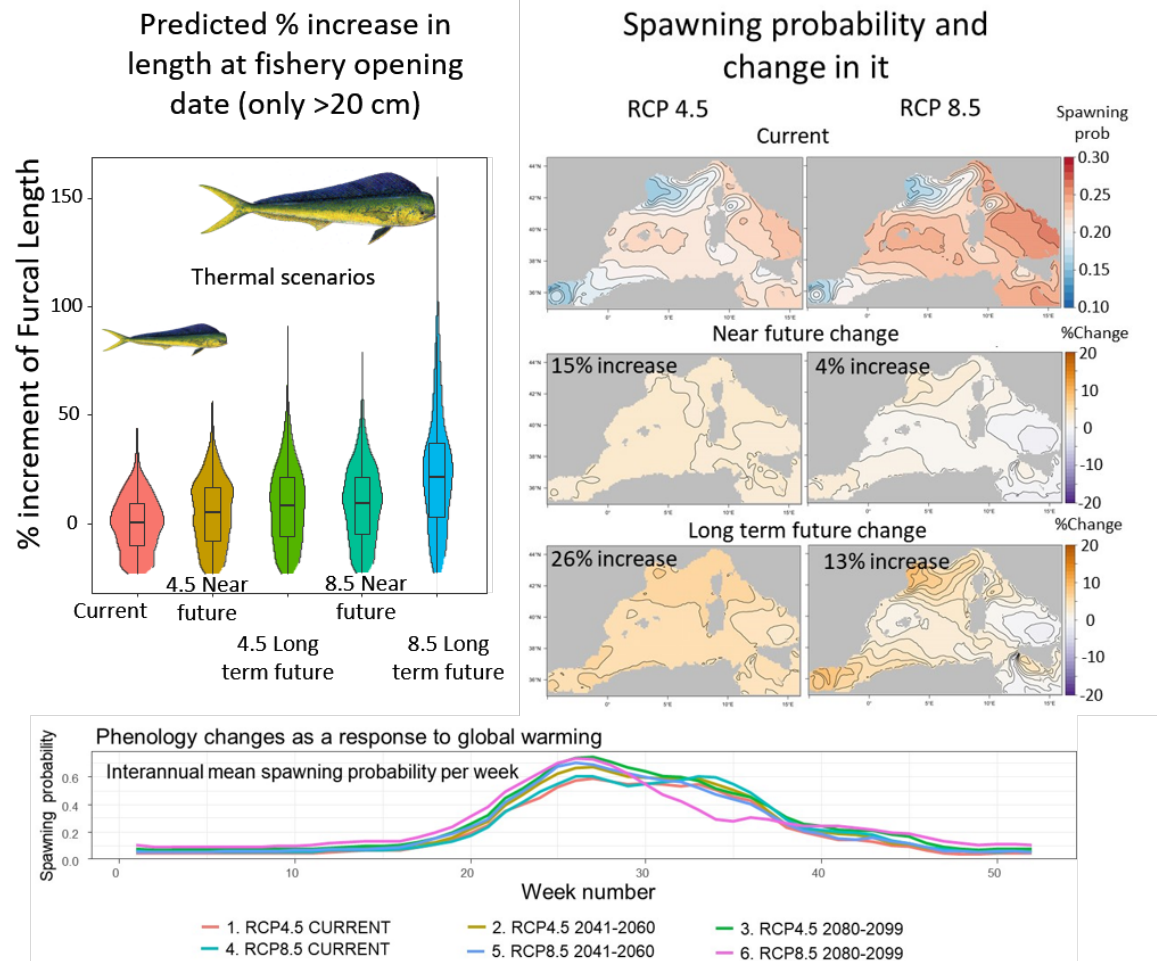 Predicted % increase in
length at fishery opening
date (only >20 cm)
% increment of Furcal Length
150
100
50
0
Thermal scenarios
Current
4.5 Near
future
4.5 Long
term future
8.5 Near
future
8.5 Long
term future
Spawning probability and
change in it
RCP 4.5
RCP 8.5
Current
Spawning
prob
0.30
0.25
0.20
0.15
0.10
Near future change
%Change
15% increase
4% increase
20
10
0
-10
-20
Long term future change
%Change
26% increase
13% increase
20
10
0
-10
-20
Phenology changes as a response to global warming
Interannual mean spawning probability per week
Spawning probability
0.6
0.4
0.2
0.0
0
10
20
30
40
50
Week number
1. RCP4.5 CURRENT
2. RCP4.5 2041-2060
3. RCP4.5 2080-2099
4. RCP8.5 CURRENT
5. RCP8.5 2041-2060
6. RCP8.5 2080-2099